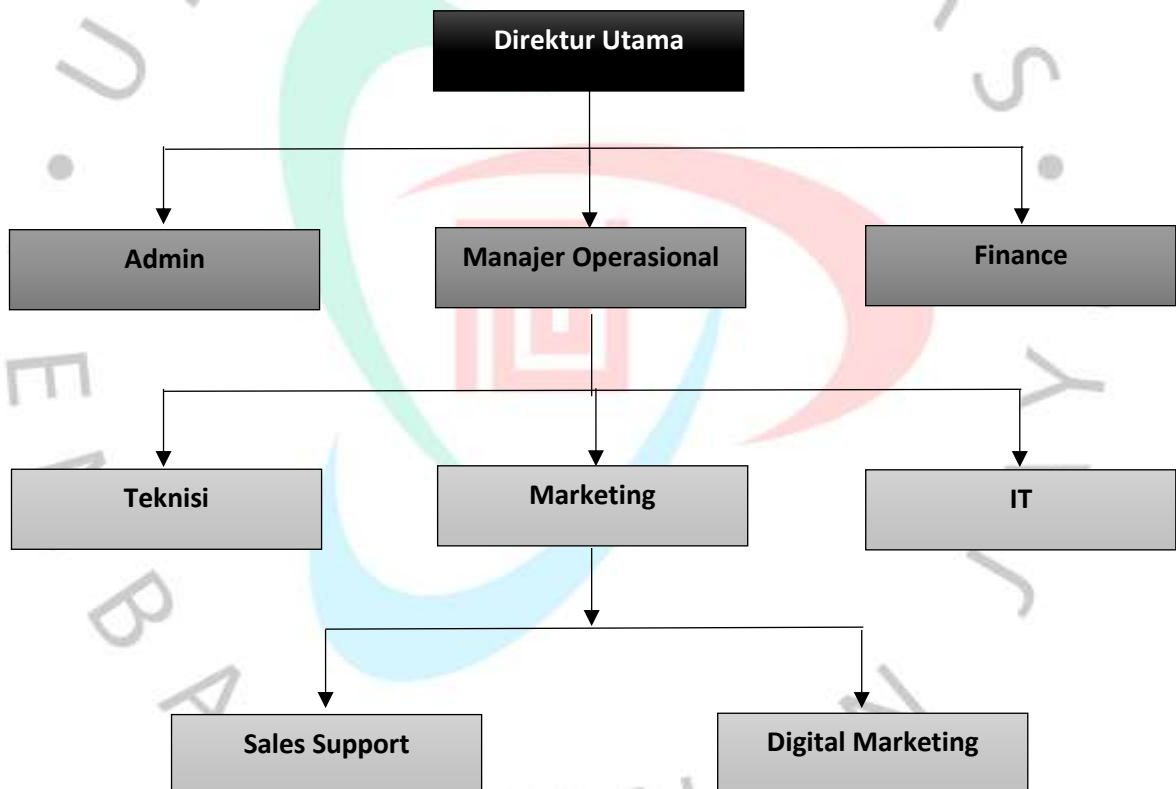 Direktur Utama
Admin
Manajer Operasional
Finance
Teknisi
Marketing
IT
Sales Support
Digital Marketing